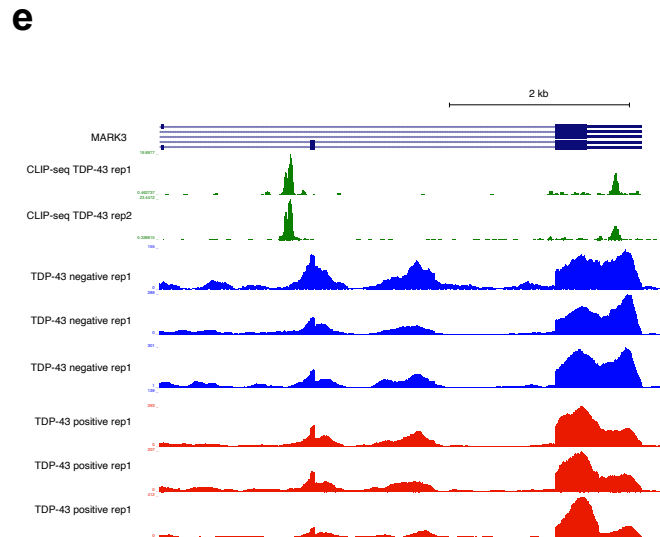 e
2 kb
MARK3
CLIP-seq TDP-43 rep1
CLIP-seq TDP-43 rep2
TDP-43 negative rep1
TDP-43 negative rep1
TDP-43 negative rep1
TDP-43 positive rep1
TDP-43 positive rep1
TDP-43 positive rep1